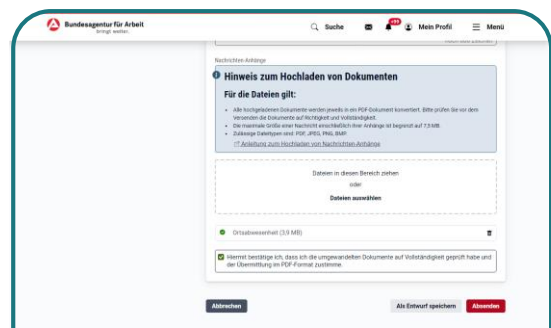 Bundesagentur für Arbeit
bringt weiter.
Suche
+99
Mein Profil
Menü
Nachrichten-Anhänge
Hinweis zum Hochladen von Dokumenten
Für die Dateien gilt:
• Alle hochgeladenen Dokumente werden jeweils in ein PDF-Dokument konvertiert. Bitte prüfen Sie vor dem
Versenden die Dokumente auf Richtigkeit und Vollständigkeit.
• Die maximale Größe einer Nachricht einschließlich ihrer Anhänge ist begrenzt auf 7,5 MB.
• Zulässige Dateitypen sind: PDF, JPEG, PNG, BMP.
Anleitung zum Hochladen von Nachrichten-Anhänge
Dateien in diesen Bereich ziehen
oder
Dateien auswählen
Ortsabwesenheit (3,9 MB)
Hiermit bestätige ich, dass ich die umgewandelten Dokumente auf Vollständigkeit geprüft habe und
der Übermittlung im PDF-Format zustimme.
Abbrechen
Als Entwurf speichern
Absenden